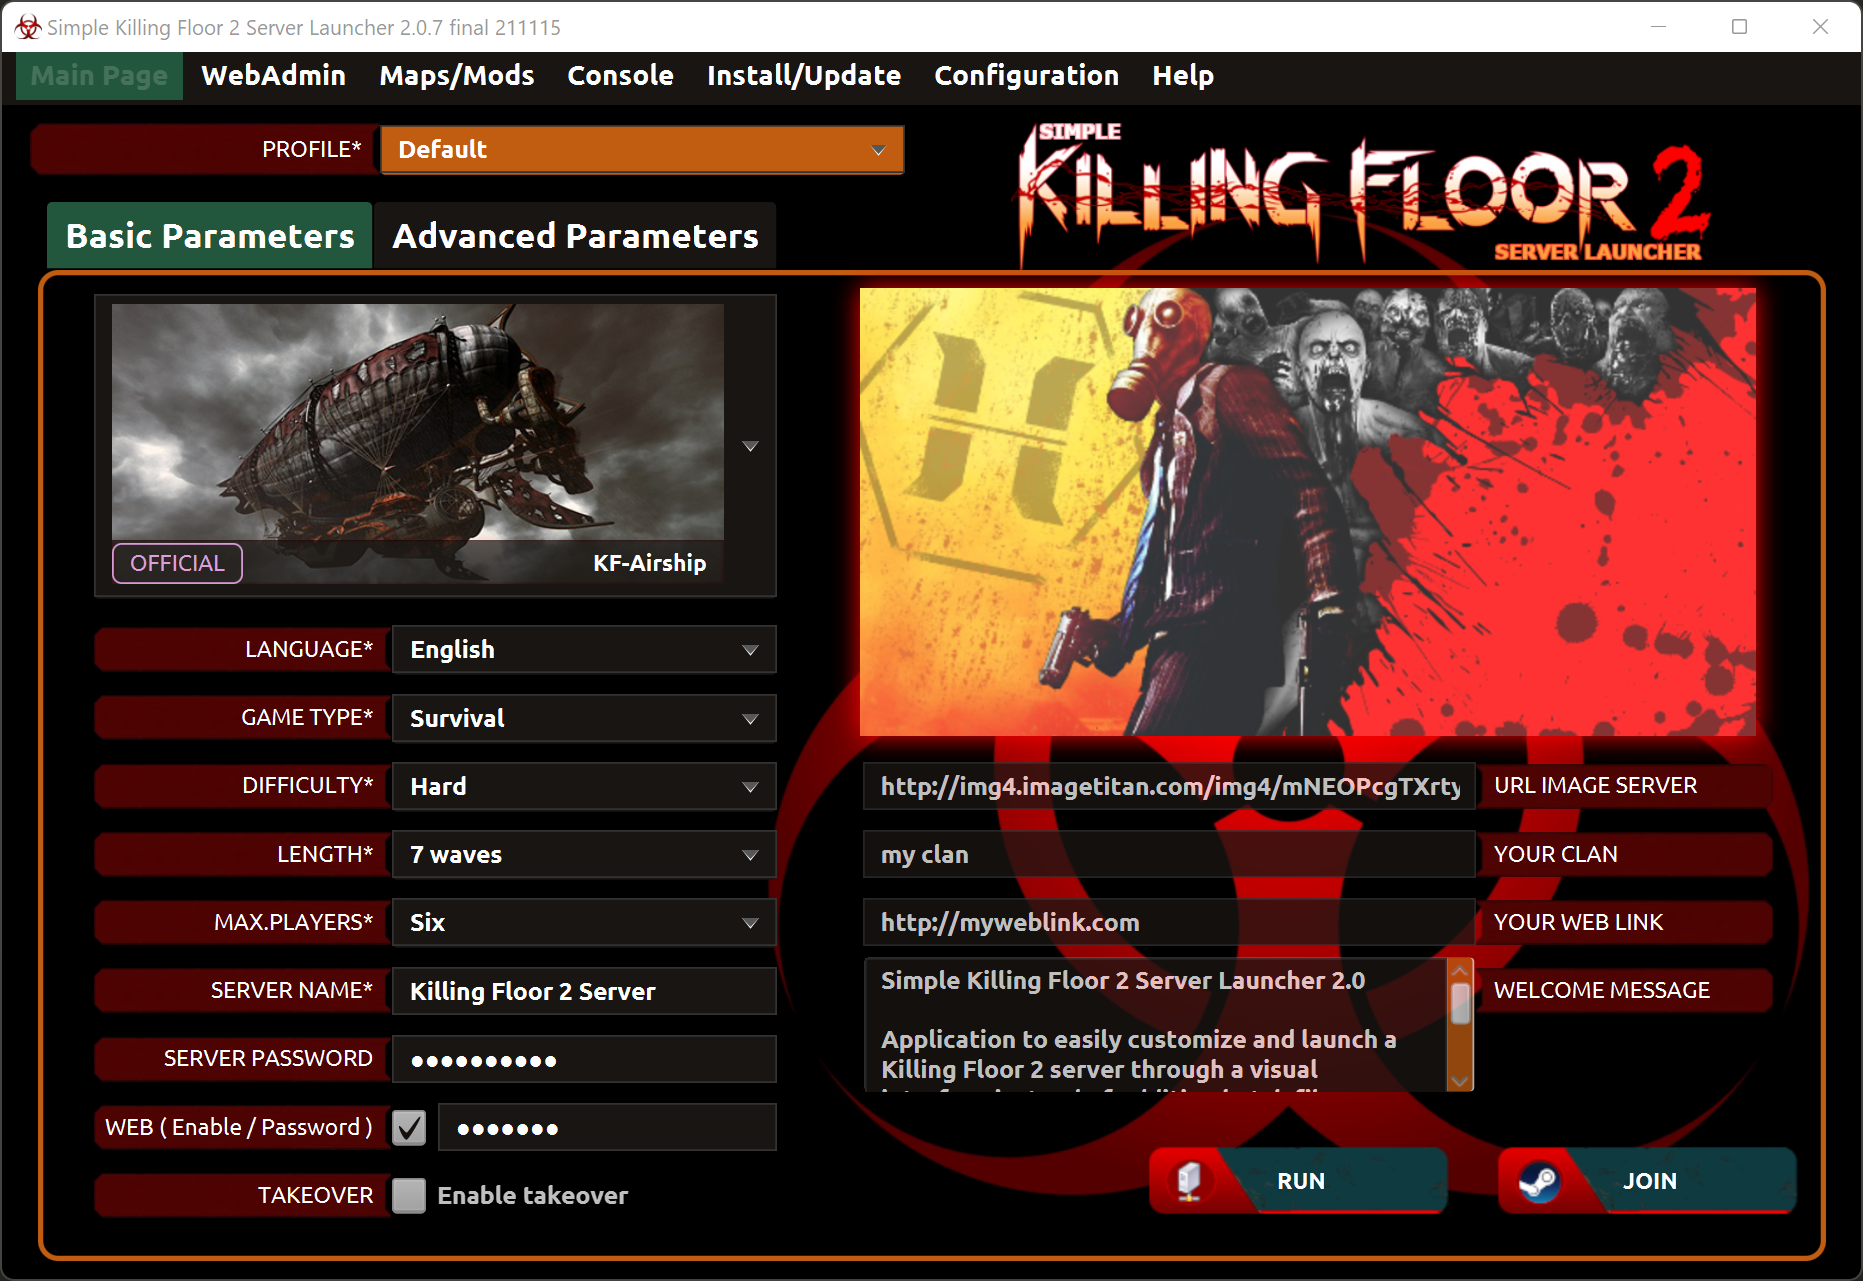 Simple Killing Floor 2 Server Launcher 2.0.7 final 211115
Main Page WebAdmin Maps/Mods Console Install/Update Configuration Help
PROFILE* Default
SIMPLE
KILLING FLOOR 2
SERVER LAUNCHER
Basic Parameters Advanced Parameters
OFFICIAL KF-Airship
LANGUAGE* English
GAME TYPE* Survival
DIFFICULTY* Hard
LENGTH* 7 waves
MAX.PLAYERS* Six
SERVER NAME* Killing Floor 2 Server
SERVER PASSWORD ●●●●●●●●●●
WEB ( Enable / Password ) ●●●●●●●
TAKEOVER Enable takeover
http://img4.imagetitan.com/img4/mNEOPcgTXrty URL IMAGE SERVER
my clan YOUR CLAN
http://myweblink.com YOUR WEB LINK
Simple Killing Floor 2 Server Launcher 2.0 WELCOME MESSAGE
Application to easily customize and launch a
Killing Floor 2 server through a visual
RUN JOIN